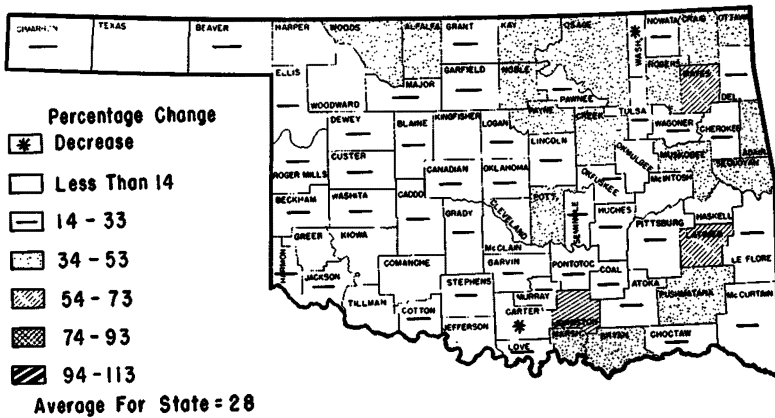 CIMARRON TEXAS BEAVER HARPER WOODS ALFALFA GRANT KAY OSAGE WASH. NOWATA CRAIG OTTAWA
ELLIS WOODWARD MAJOR GARFIELD NOBLE PAWNEE ROGERS MAYES DEL.
DEWEY BLAINE KINGFISHER LOGAN PAYNE CREEK TULSA WAGONER CHEROKEE ADAIR
ROGER MILLS CUSTER CANADIAN OKLAHOMA LINCOLN OKFUSKEE OKMULGEE MUSKOGEE McINTOSH SEQUOYAH
BECKHAM WASHITA CADDO GRADY CLEVELAND POTT. SEMINOLE HUGHES PITTSBURG HASKELL
GREER KIOWA McCLAIN LATIMER LE FLORE
HARMON JACKSON COMANCHE STEPHENS GARVIN PONTOTOC COAL
TILLMAN COTTON MURRAY ATOKA PUSHMATAHA McCURTAIN
JEFFERSON CARTER JOHNSTON
LOVE MARSHALL BRYAN CHOCTAW
Percentage Change
* Decrease
Less Than 14
14 - 33
34 - 53
54 - 73
74 - 93
94 - 113
Average For State = 28